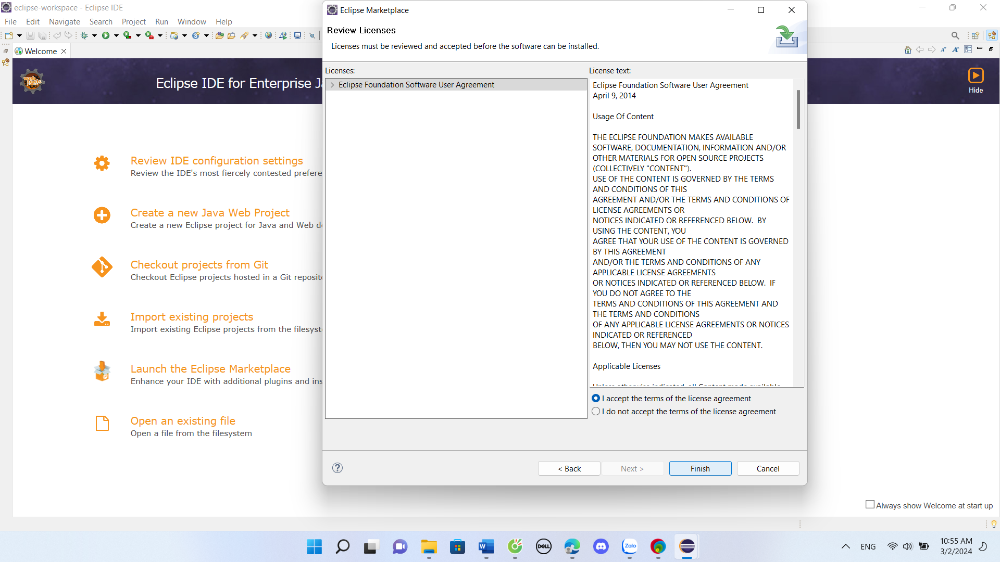 eclipse-workspace - Eclipse IDE
File Edit Navigate Search Project Run Window Help
Welcome
Eclipse IDE for Enterprise Ja
Hide
Review IDE configuration settings
Review the IDE's most fiercely contested prefere
Create a new Java Web Project
Create a new Eclipse project for Java and Web de
Checkout projects from Git
Checkout Eclipse projects hosted in a Git reposito
Import existing projects
Import existing Eclipse projects from the filesyst
Launch the Eclipse Marketplace
Enhance your IDE with additional plugins and ins
Open an existing file
Open a file from the filesystem
Always show Welcome at start up
Eclipse Marketplace
Review Licenses
Licenses must be reviewed and accepted before the software can be installed.
Licenses:
Eclipse Foundation Software User Agreement
License text:
Eclipse Foundation Software User Agreement
April 9, 2014
Usage Of Content
THE ECLIPSE FOUNDATION MAKES AVAILABLE
SOFTWARE, DOCUMENTATION, INFORMATION AND/OR
OTHER MATERIALS FOR OPEN SOURCE PROJECTS
(COLLECTIVELY "CONTENT").
USE OF THE CONTENT IS GOVERNED BY THE TERMS
AND CONDITIONS OF THIS
AGREEMENT AND/OR THE TERMS AND CONDITIONS OF
LICENSE AGREEMENTS OR
NOTICES INDICATED OR REFERENCED BELOW.  BY
USING THE CONTENT, YOU
AGREE THAT YOUR USE OF THE CONTENT IS GOVERNED
BY THIS AGREEMENT
AND/OR THE TERMS AND CONDITIONS OF ANY
APPLICABLE LICENSE AGREEMENTS
OR NOTICES INDICATED OR REFERENCED BELOW.  IF
YOU DO NOT AGREE TO THE
TERMS AND CONDITIONS OF THIS AGREEMENT AND
THE TERMS AND CONDITIONS
OF ANY APPLICABLE LICENSE AGREEMENTS OR NOTICES
INDICATED OR REFERENCED
BELOW, THEN YOU MAY NOT USE THE CONTENT.
Applicable Licenses
Unless otherwise indicated, all Content made available
I accept the terms of the license agreement
I do not accept the terms of the license agreement
< Back
Next >
Finish
Cancel
DELL
Zalo
ENG
10:55 AM
3/2/2024